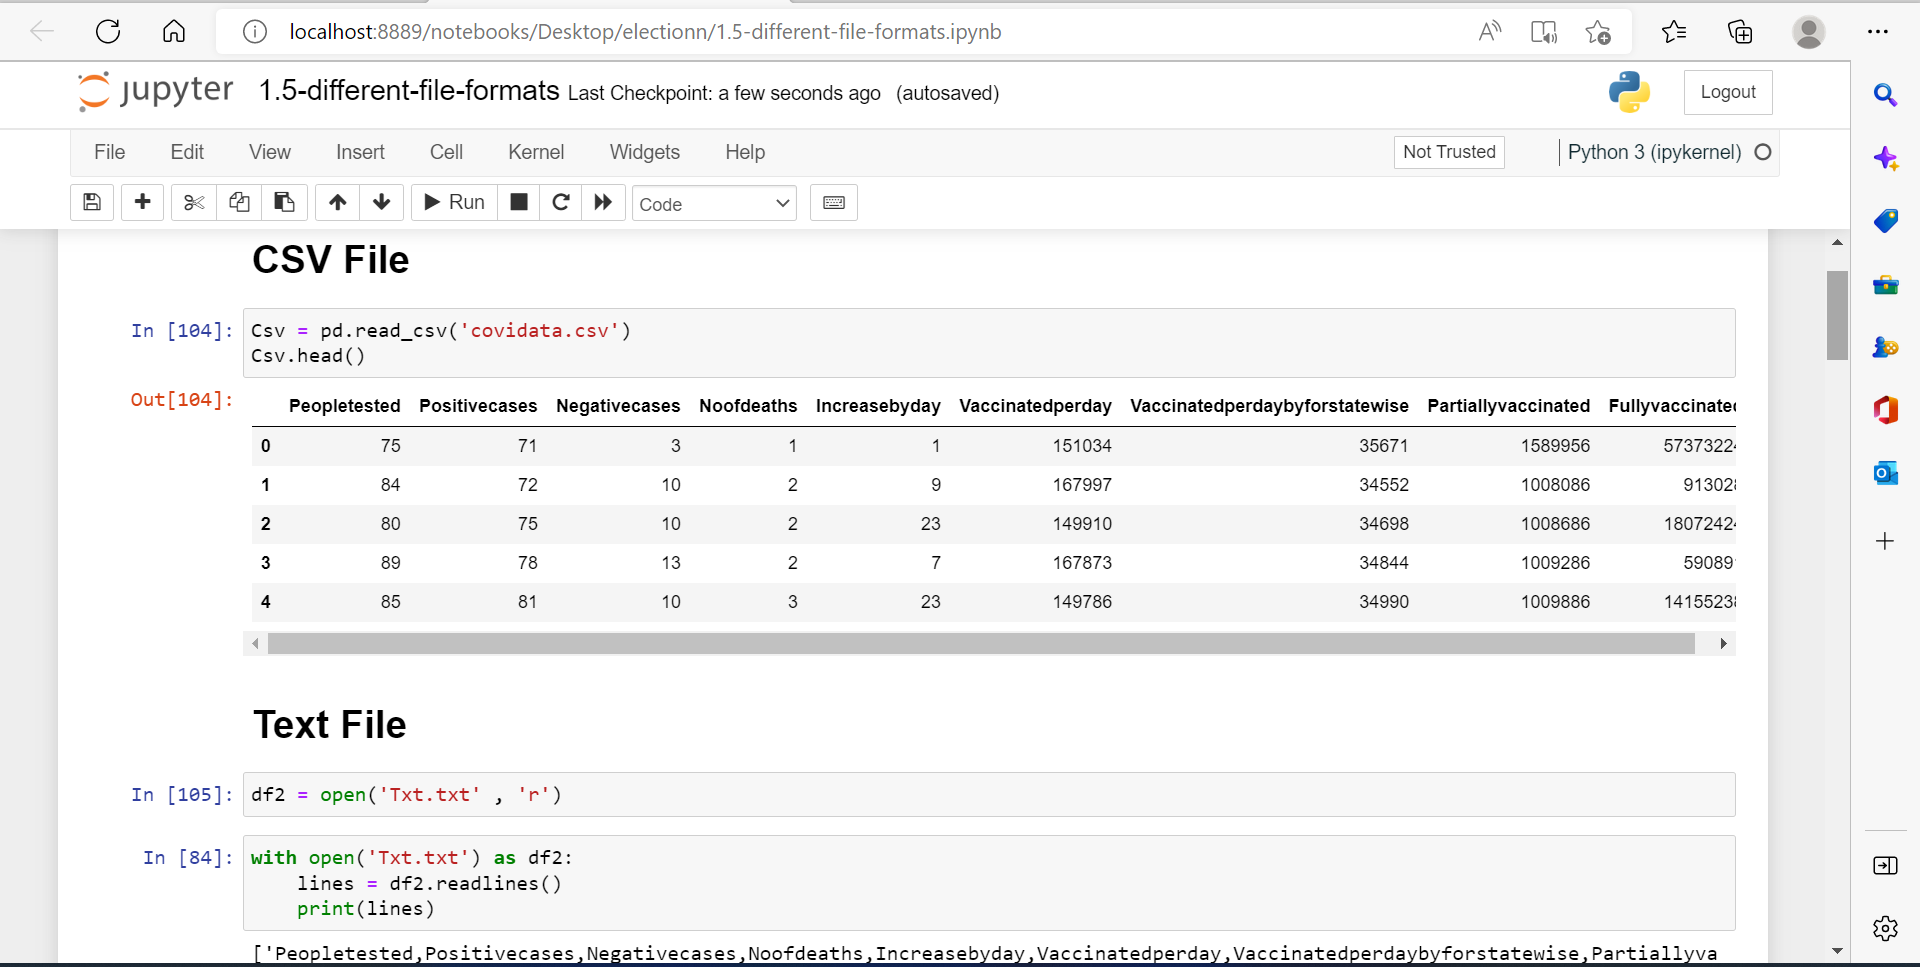 localhost:8889/notebooks/Desktop/electionn/1.5-different-file-formats.ipynb
jupyter 1.5-different-file-formats Last Checkpoint: a few seconds ago (autosaved) Logout
File Edit View Insert Cell Kernel Widgets Help Not Trusted Python 3 (ipykernel)
Run Code
CSV File
In [104]: Csv = pd.read_csv('covidata.csv')
Csv.head()
Out[104]: Peopletested Positivecases Negativecases Noofdeaths Increasebyday Vaccinatedperday Vaccinatedperdaybyforstatewise Partiallyvaccinated Fullyvaccinated
0 75 71 3 1 1 151034 35671 1589956 5737322
1 84 72 10 2 9 167997 34552 1008086 91302
2 80 75 10 2 23 149910 34698 1008686 1807242
3 89 78 13 2 7 167873 34844 1009286 59089
4 85 81 10 3 23 149786 34990 1009886 1415523
Text File
In [105]: df2 = open('Txt.txt' , 'r')
In [84]: with open('Txt.txt') as df2:
lines = df2.readlines()
print(lines)
['Peopletested,Positivecases,Negativecases,Noofdeaths,Increasebyday,Vaccinatedperday,Vaccinatedperdaybyforstatewise,Partiallyva